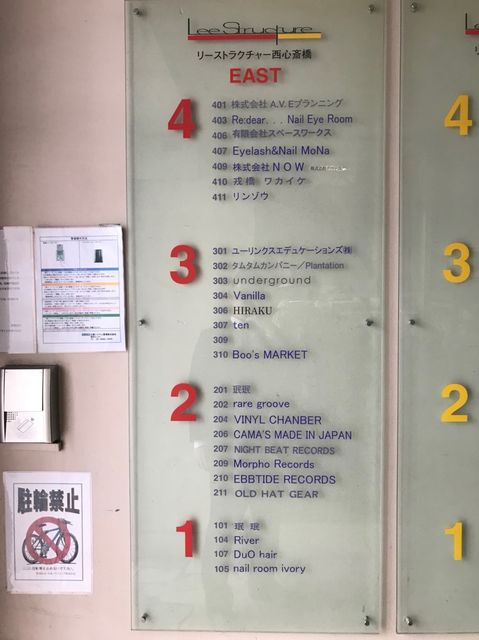 Lee Structure
リーストラクチャー西心斎橋
EAST
4
401 株式会社 A.V.Eプランニング
403 Re:dear. . . Nail Eye Room
406 有限会社スペースワークス
407 Eyelash&Nail MoNa
409 株式会社ＮＯＷ
410 戎橋 ワカイケ
411 リンゾウ
3
301 ユーリンクスエデュケーションズ㈱
302 タムタムカンパニー／Plantation
303 underground
304 Vanilla
306 HIRAKU
307 ten
309
310 Boo's MARKET
2
201 珉珉
202 rare groove
204 VINYL CHANBER
206 CAMA'S MADE IN JAPAN
207 NIGHT BEAT RECORDS
209 Morpho Records
210 EBBTIDE RECORDS
211 OLD HAT GEAR
1
101 珉 珉
104 River
107 DuO hair
105 nail room ivory
4
3
2
1
駐輪禁止